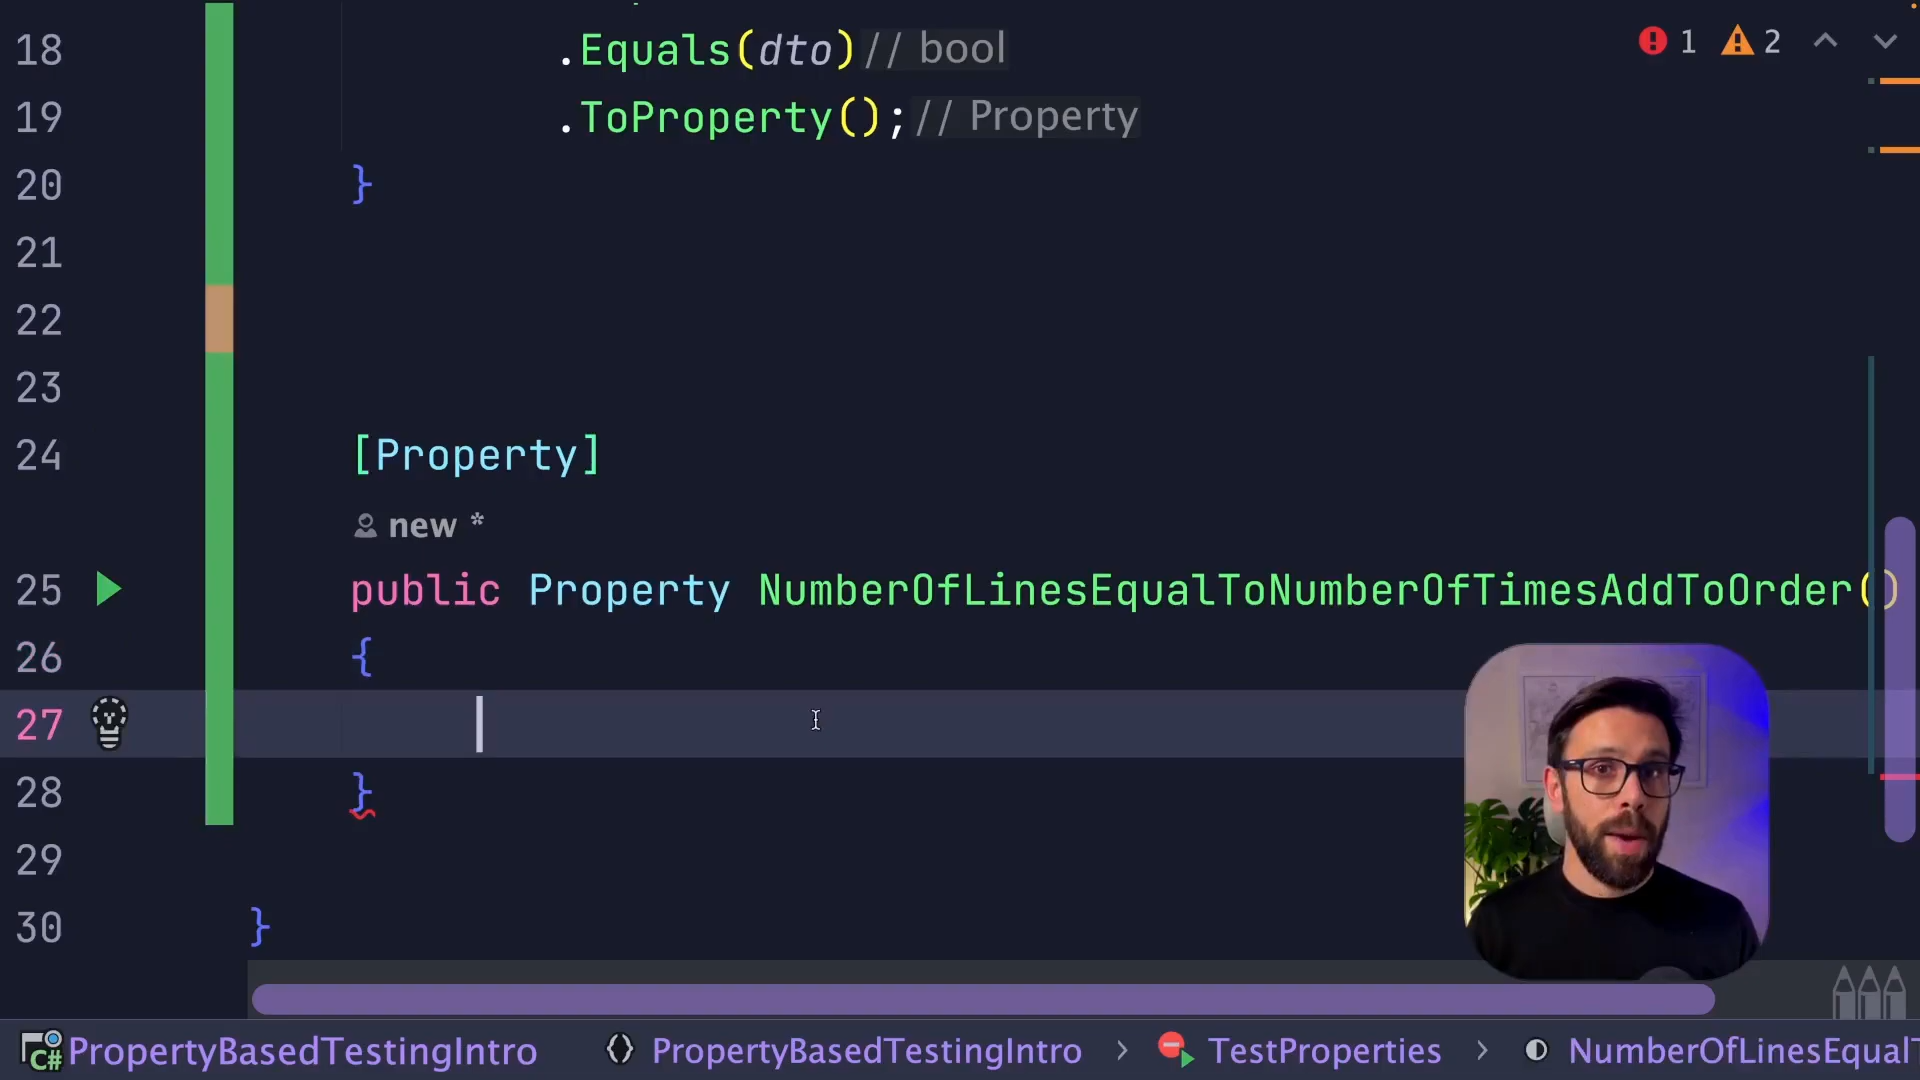 18 .Equals(dto)// bool
1 2
19 .ToProperty();// Property
20 }
21
22
23
24 [Property]
new *
25 public Property NumberOfLinesEqualToNumberOfTimesAddToOrder()
26 {
27
28 }
29
30 }
C# PropertyBasedTestingIntro PropertyBasedTestingIntro › TestProperties › NumberOfLinesEqualT